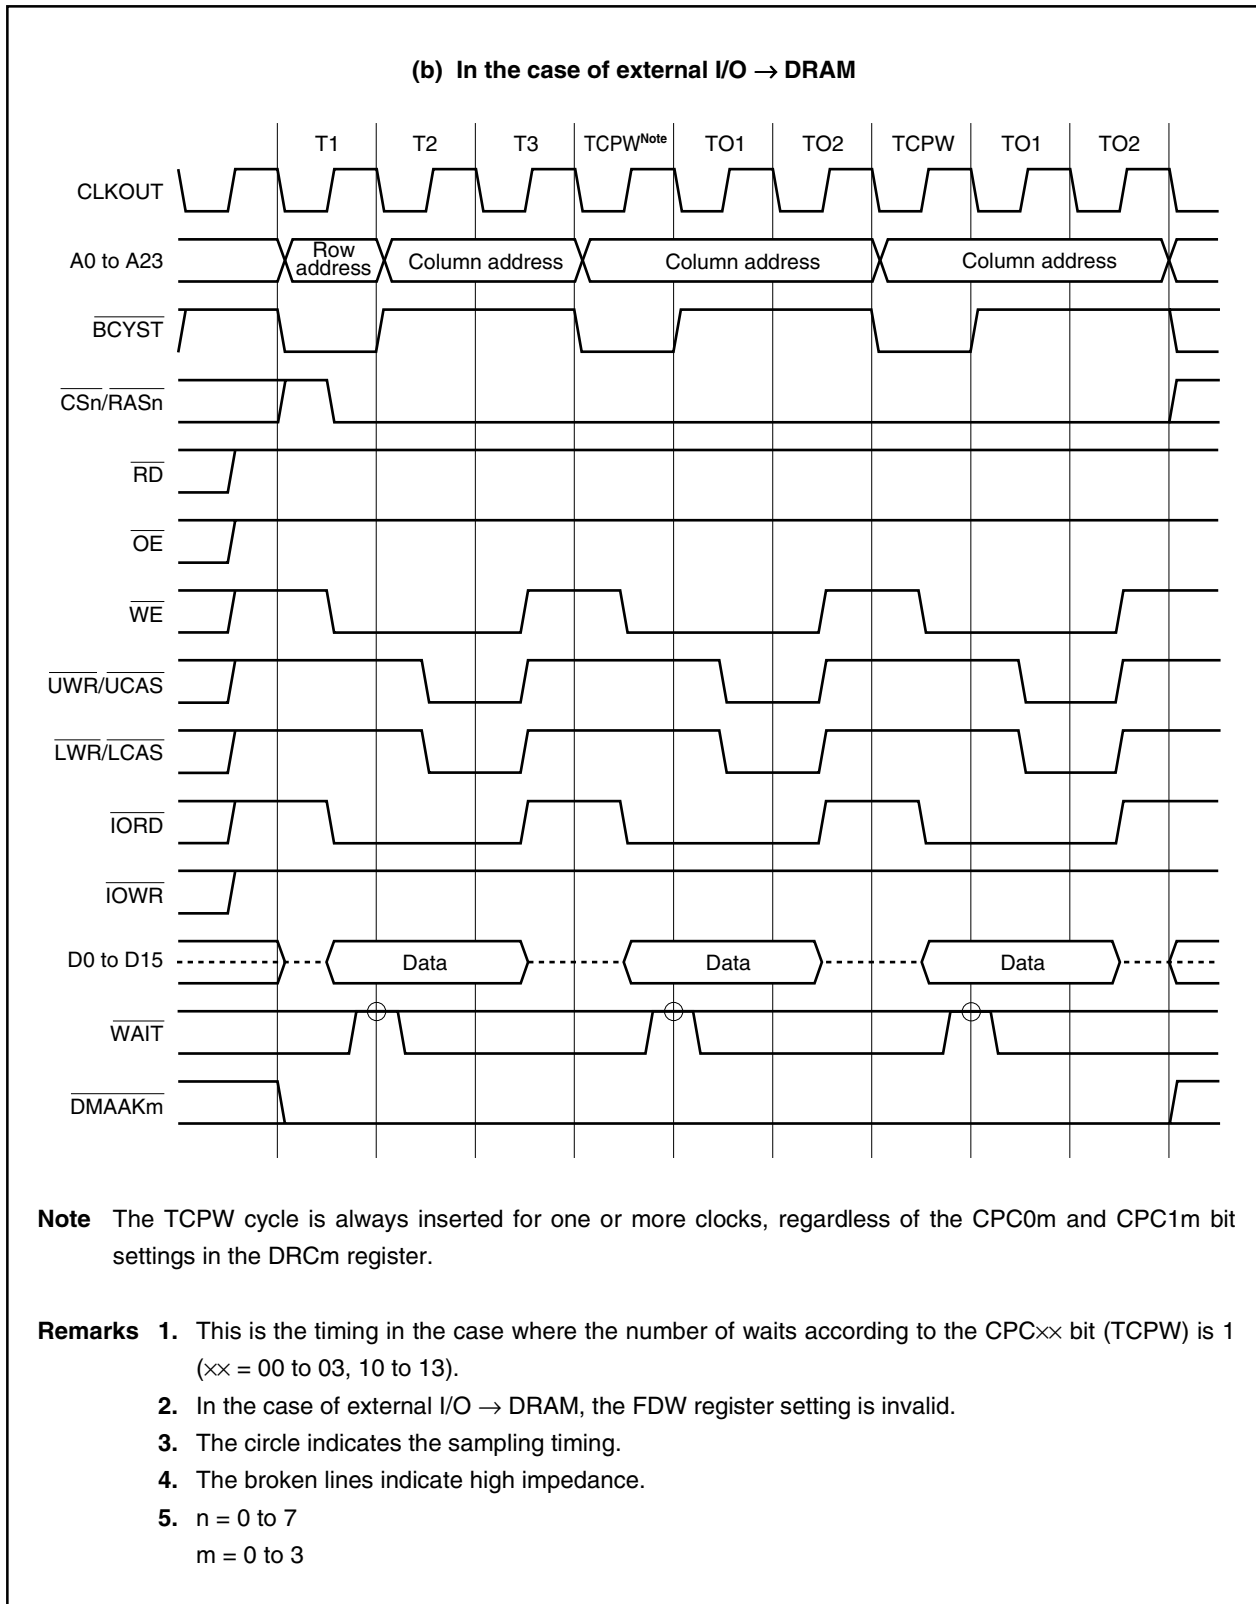 (b) In the case of external I/O → DRAM
T1 T2 T3 TCPWNote TO1 TO2 TCPW TO1 TO2
CLKOUT
A0 to A23 Row address Column address Column address Column address
BCYST
CSn/RASn
RD
OE
WE
UWR/UCAS
LWR/LCAS
IORD
IOWR
D0 to D15 Data Data Data
WAIT
DMAAKm
Note The TCPW cycle is always inserted for one or more clocks, regardless of the CPC0m and CPC1m bit
settings in the DRCm register.
Remarks 1. This is the timing in the case where the number of waits according to the CPC×× bit (TCPW) is 1
(×× = 00 to 03, 10 to 13).
2. In the case of external I/O → DRAM, the FDW register setting is invalid.
3. The circle indicates the sampling timing.
4. The broken lines indicate high impedance.
5. n = 0 to 7
m = 0 to 3